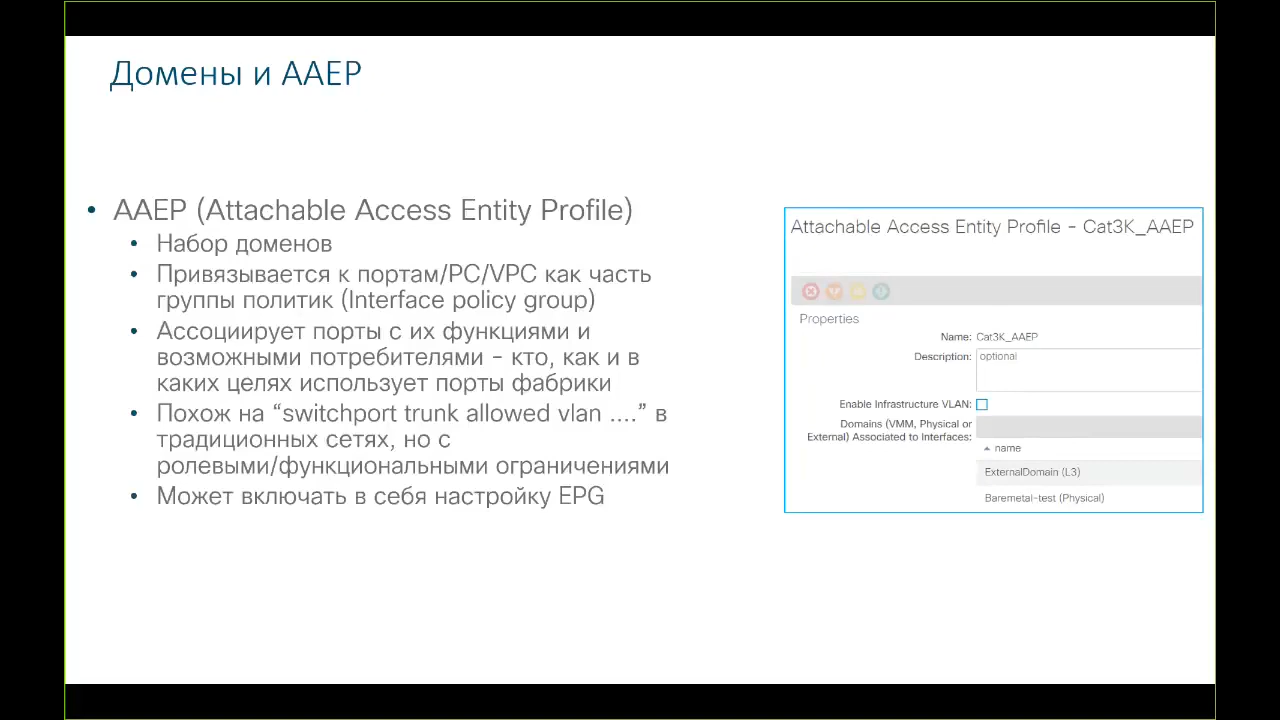 Домены и AAEP
• AAEP (Attachable Access Entity Profile)
• Набор доменов
• Привязывается к портам/PC/VPC как часть
группы политик (Interface policy group)
• Ассоциирует порты с их функциями и
возможными потребителями – кто, как и в
каких целях использует порты фабрики
• Похож на “switchport trunk allowed vlan ....” в
традиционных сетях, но с
ролевыми/функциональными ограничениями
• Может включать в себя настройку EPG
Attachable Access Entity Profile - Cat3K_AAEP
Properties
Name: Cat3K_AAEP
Description: optional
Enable Infrastructure VLAN:
Domains (VMM, Physical or
External) Associated to Interfaces:
name
ExternalDomain (L3)
Baremetal-test (Physical)